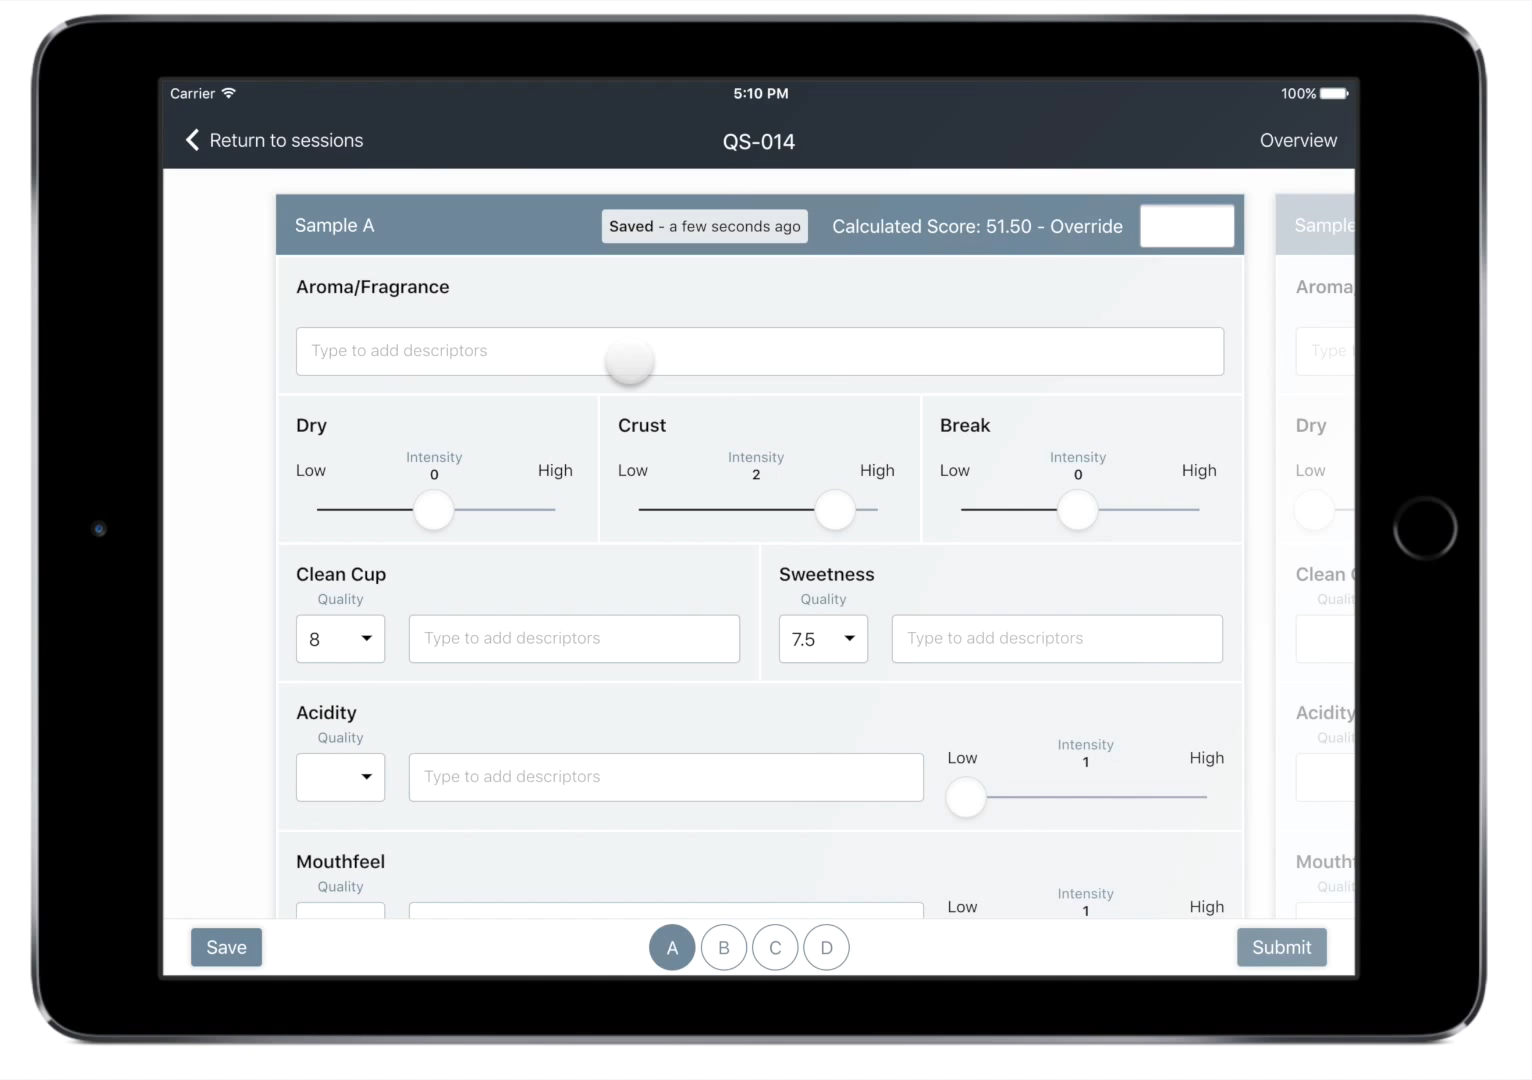 Carrier
5:10 PM
100%
Return to sessions
QS-014
Overview
Sample A
Saved - a few seconds ago
Calculated Score: 51.50 - Override
Sample
Aroma/Fragrance
Aroma
Type to add descriptors
Type
Dry
Crust
Break
Dry
Low
Intensity
0
High
Low
Intensity
2
High
Low
Intensity
0
High
Low
Clean Cup
Sweetness
Clean
Quality
Quality
Qualit
8
Type to add descriptors
7.5
Type to add descriptors
Acidity
Acidity
Quality
Qualit
Type to add descriptors
Low
Intensity
1
High
Mouthfeel
Mouth
Quality
Qualit
Low
Intensity
1
High
Save
A
B
C
D
Submit